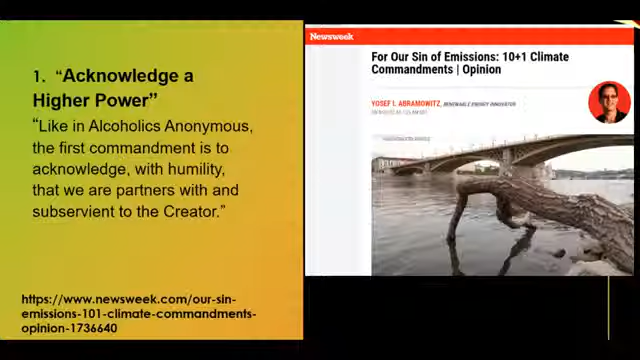 1. “Acknowledge a
Higher Power”
“Like in Alcoholics Anonymous,
the first commandment is to
acknowledge, with humility,
that we are partners with and
subservient to the Creator.”
https://www.newsweek.com/our-sin-
emissions-101-climate-commandments-
opinion-1736640
Newsweek
For Our Sin of Emissions: 10+1 Climate
Commandments | Opinion
YOSEF I. ABRAMOWITZ, RENEWABLE ENERGY INNOVATOR